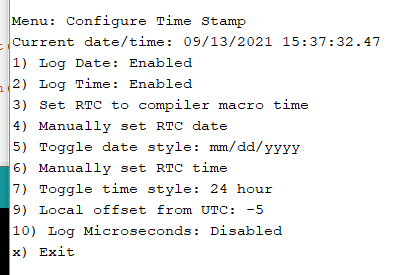 Menu: Configure Time Stamp
Current date/time: 09/13/2021 15:37:32.47
1) Log Date: Enabled
2) Log Time: Enabled
3) Set RTC to compiler macro time
4) Manually set RTC date
5) Toggle date style: mm/dd/yyyy
6) Manually set RTC time
7) Toggle time style: 24 hour
9) Local offset from UTC: -5
10) Log Microseconds: Disabled
x) Exit